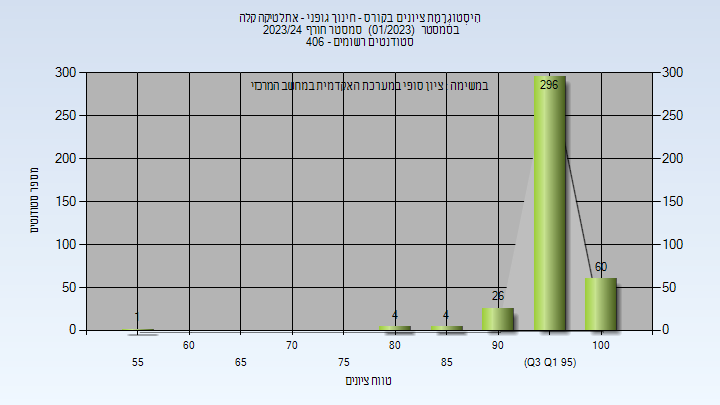 היסטוגרמת ציונים בקורס - חינוך גופני - אתלטיקה קלה
בסמסטר (01/2023) סמסטר חורף 2023/24
סטודנטים רשומים - 406
במשימה : ציון סופי במערכת האקדמית במחשב המרכזי
300 300
250 250
200 200
150 150
100 100
50 50
0 0
1 4 4 26 296 60
מספר סטודנטים
60 70 80 90 100
55 65 75 85 (Q3 Q1 95)
טווח ציונים